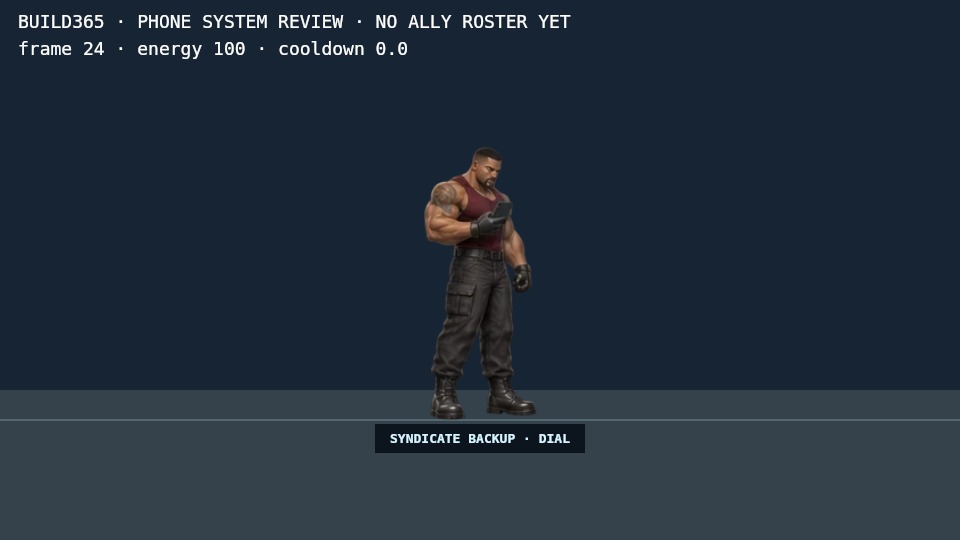 BUILD365 · PHONE SYSTEM REVIEW · NO ALLY ROSTER YET
frame 24 · energy 100 · cooldown 0.0
SYNDICATE BACKUP · DIAL